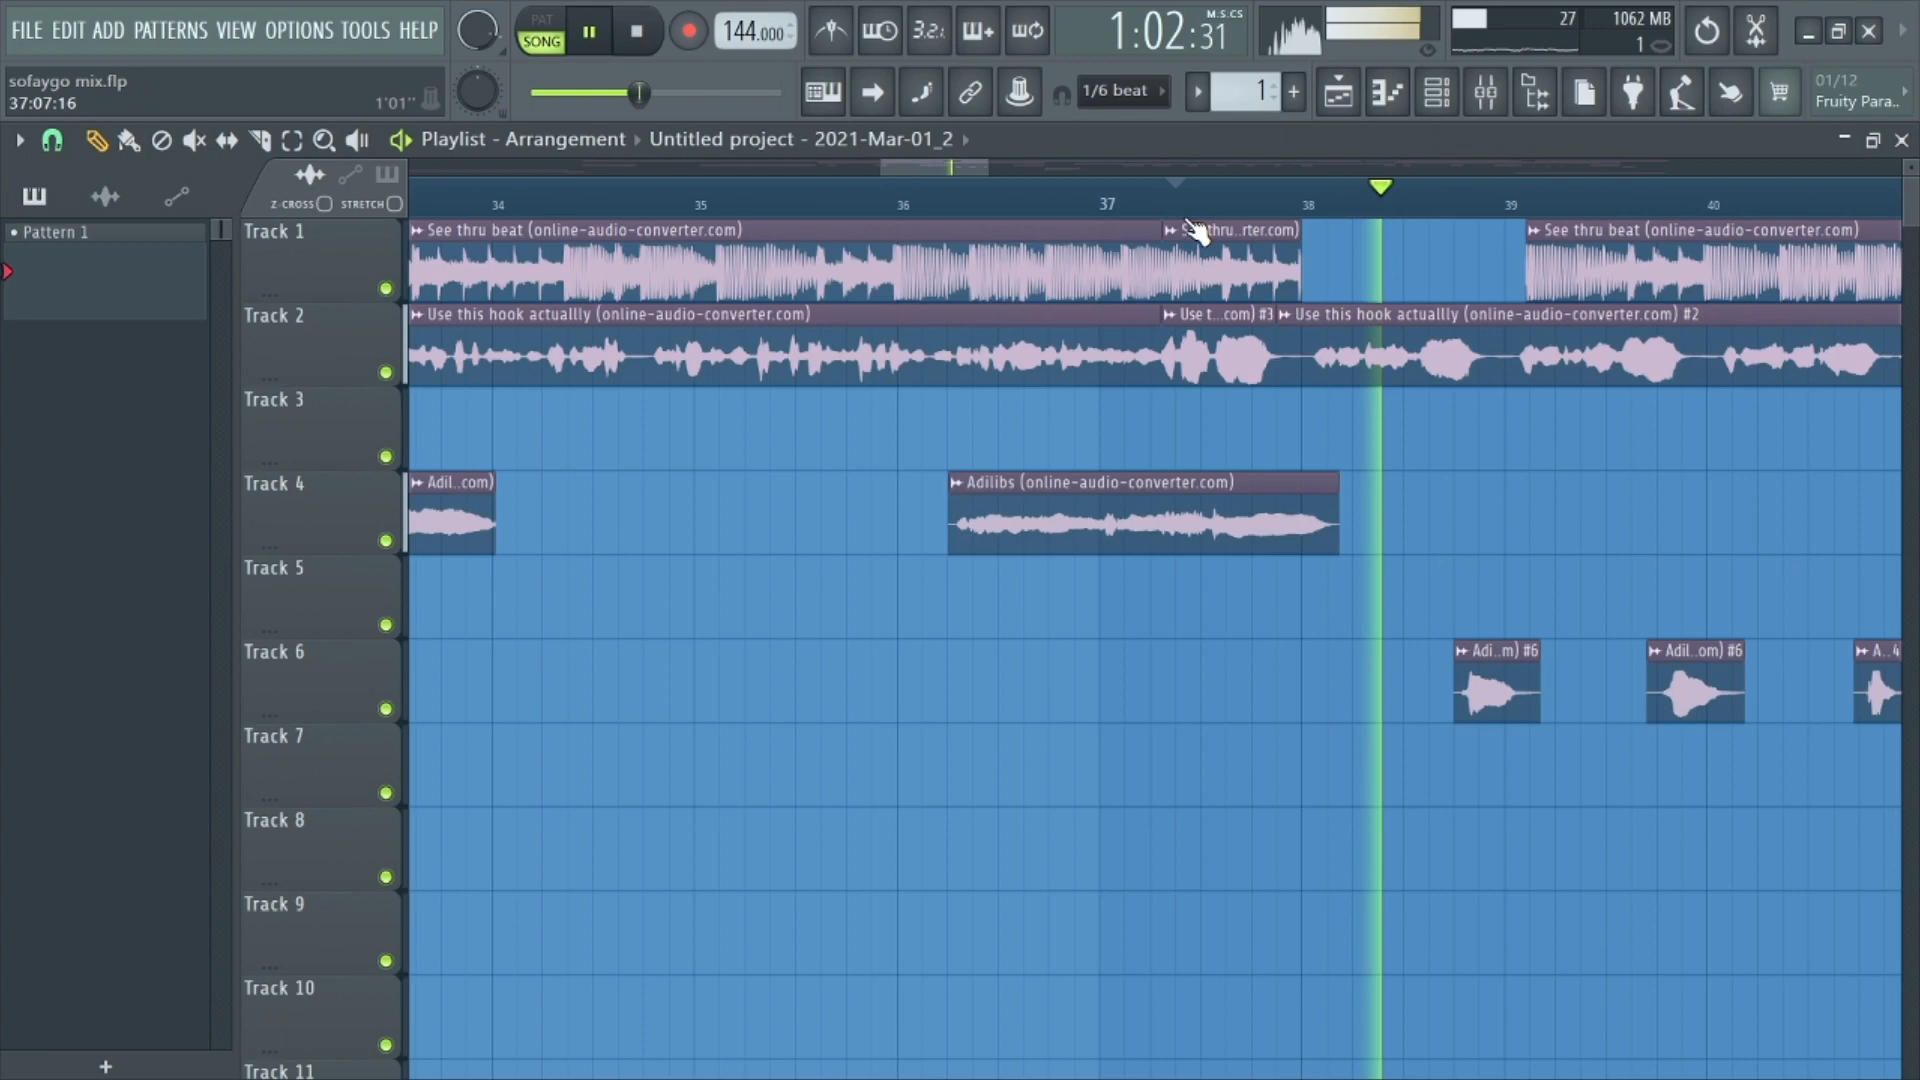 FILE EDIT ADD PATTERNS VIEW OPTIONS TOOLS HELP
PAT
SONG
144.000
3.2.
M:S:CS
1:02:31
27
1062 MB
1
sofaygo mix.flp
37:07:16
1'01"
1/6 beat
1
+
01/12
Fruity Para..
Playlist - Arrangement
Untitled project - 2021-Mar-01_2
Z-CROSS
STRETCH
34
35
36
37
38
39
40
Pattern 1
Track 1
See thru beat (online-audio-converter.com)
thru..rter.com)
See thru beat (online-audio-converter.com)
Track 2
Use this hook actuallly (online-audio-converter.com)
Use t...com) #3
Use this hook actuallly (online-audio-converter.com) #2
Track 3
Track 4
Adil..com)
Adilibs (online-audio-converter.com)
Track 5
Track 6
Adi..m) #6
Adil..om) #6
A..4
Track 7
Track 8
Track 9
Track 10
Track 11
+